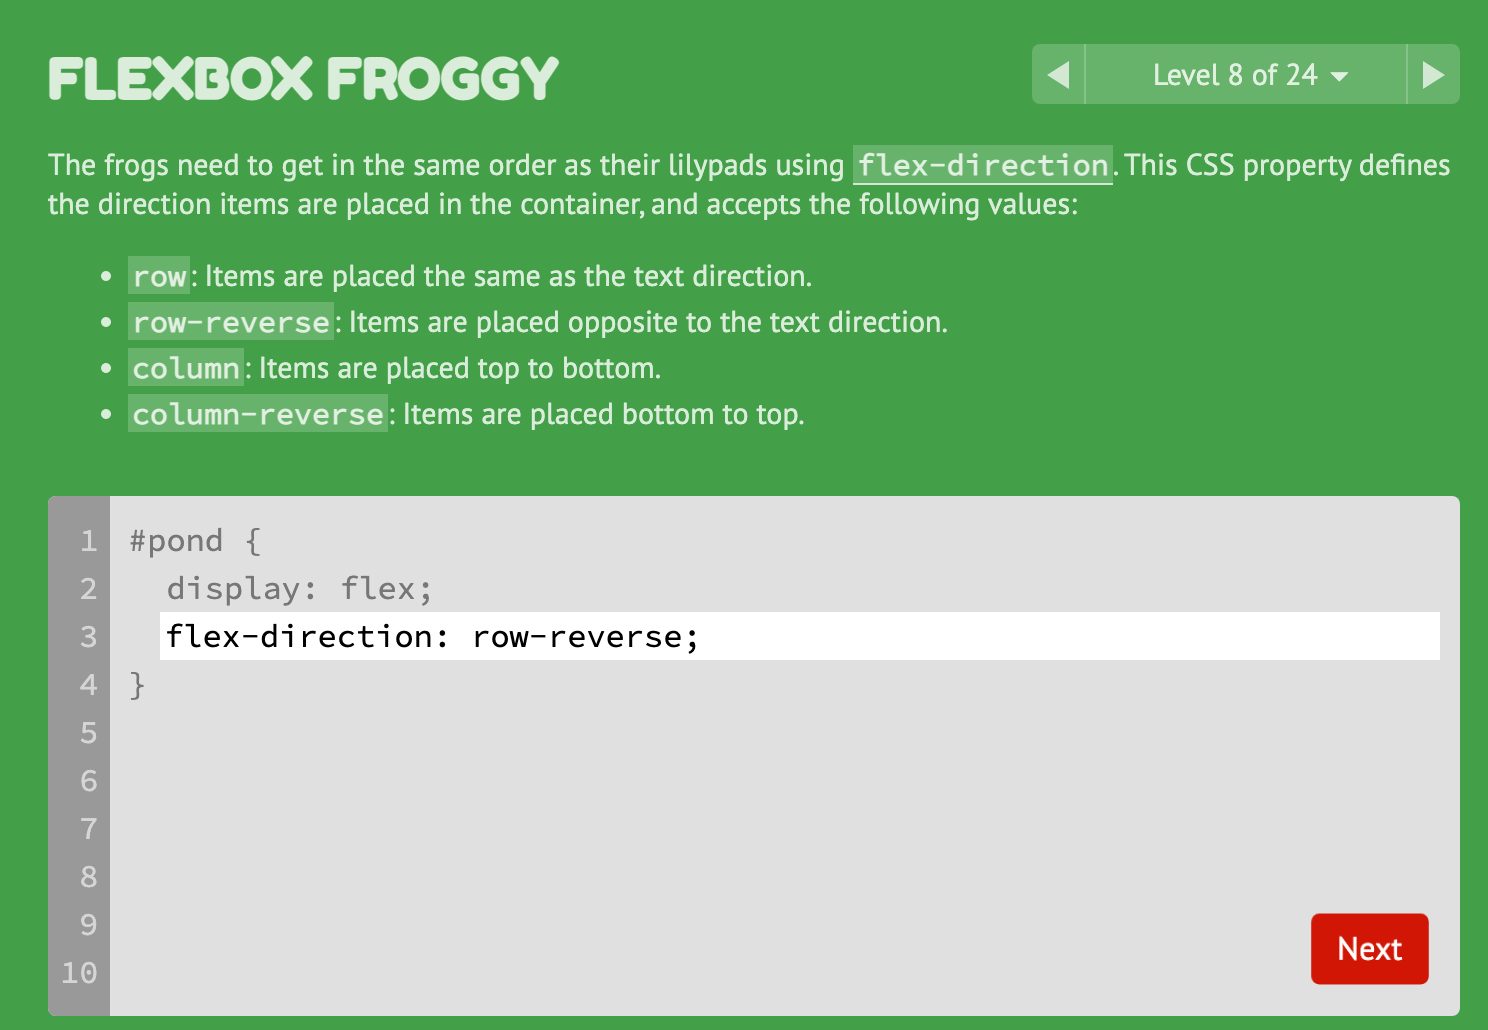 FLEXBOX FROGGY
Level 8 of 24
The frogs need to get in the same order as their lilypads using flex-direction. This CSS property defines
the direction items are placed in the container, and accepts the following values:
• row: Items are placed the same as the text direction.
• row-reverse: Items are placed opposite to the text direction.
• column: Items are placed top to bottom.
• column-reverse: Items are placed bottom to top.
1 #pond {
2   display: flex;
3   flex-direction: row-reverse;
4 }
5
6
7
8
9
10
Next